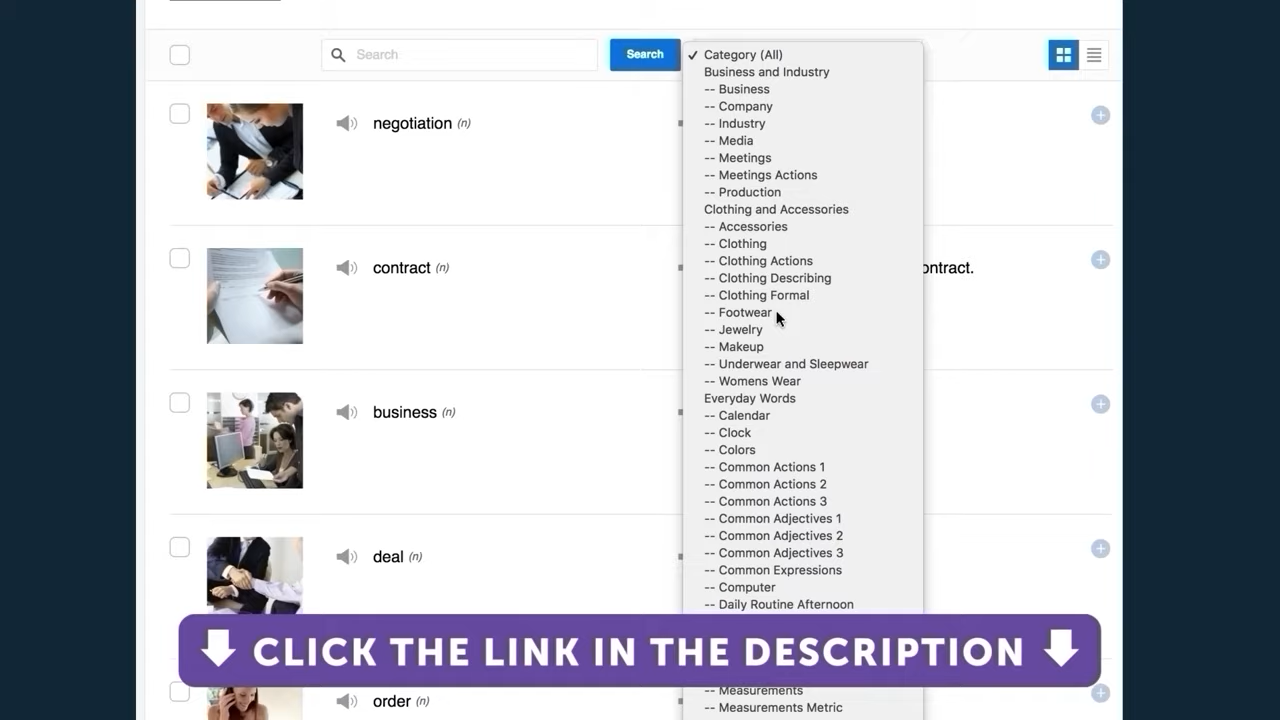 Search
Search
✓ Category (All)
Business and Industry
-- Business
-- Company
-- Industry
-- Media
-- Meetings
-- Meetings Actions
-- Production
Clothing and Accessories
-- Accessories
-- Clothing
-- Clothing Actions
-- Clothing Describing
-- Clothing Formal
-- Footwear
-- Jewelry
-- Makeup
-- Underwear and Sleepwear
-- Womens Wear
Everyday Words
-- Calendar
-- Clock
-- Colors
-- Common Actions 1
-- Common Actions 2
-- Common Actions 3
-- Common Adjectives 1
-- Common Adjectives 2
-- Common Adjectives 3
-- Common Expressions
-- Computer
-- Daily Routine Afternoon
-- Measurements
-- Measurements Metric
negotiation (n)
contract (n)
ontract.
business (n)
deal (n)
CLICK THE LINK IN THE DESCRIPTION
order (n)